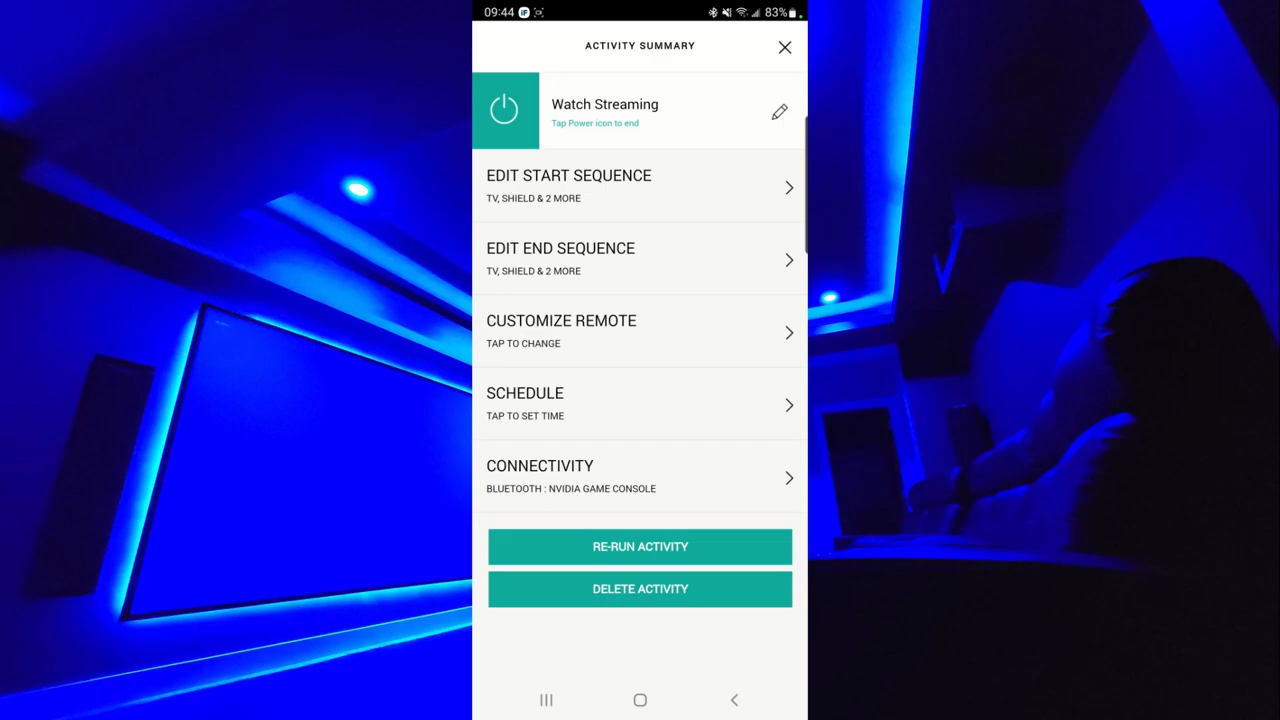 09:44 IF 83%
ACTIVITY SUMMARY
Watch Streaming
Tap Power icon to end
EDIT START SEQUENCE
TV, SHIELD & 2 MORE
EDIT END SEQUENCE
TV, SHIELD & 2 MORE
CUSTOMIZE REMOTE
TAP TO CHANGE
SCHEDULE
TAP TO SET TIME
CONNECTIVITY
BLUETOOTH : NVIDIA GAME CONSOLE
RE-RUN ACTIVITY
DELETE ACTIVITY